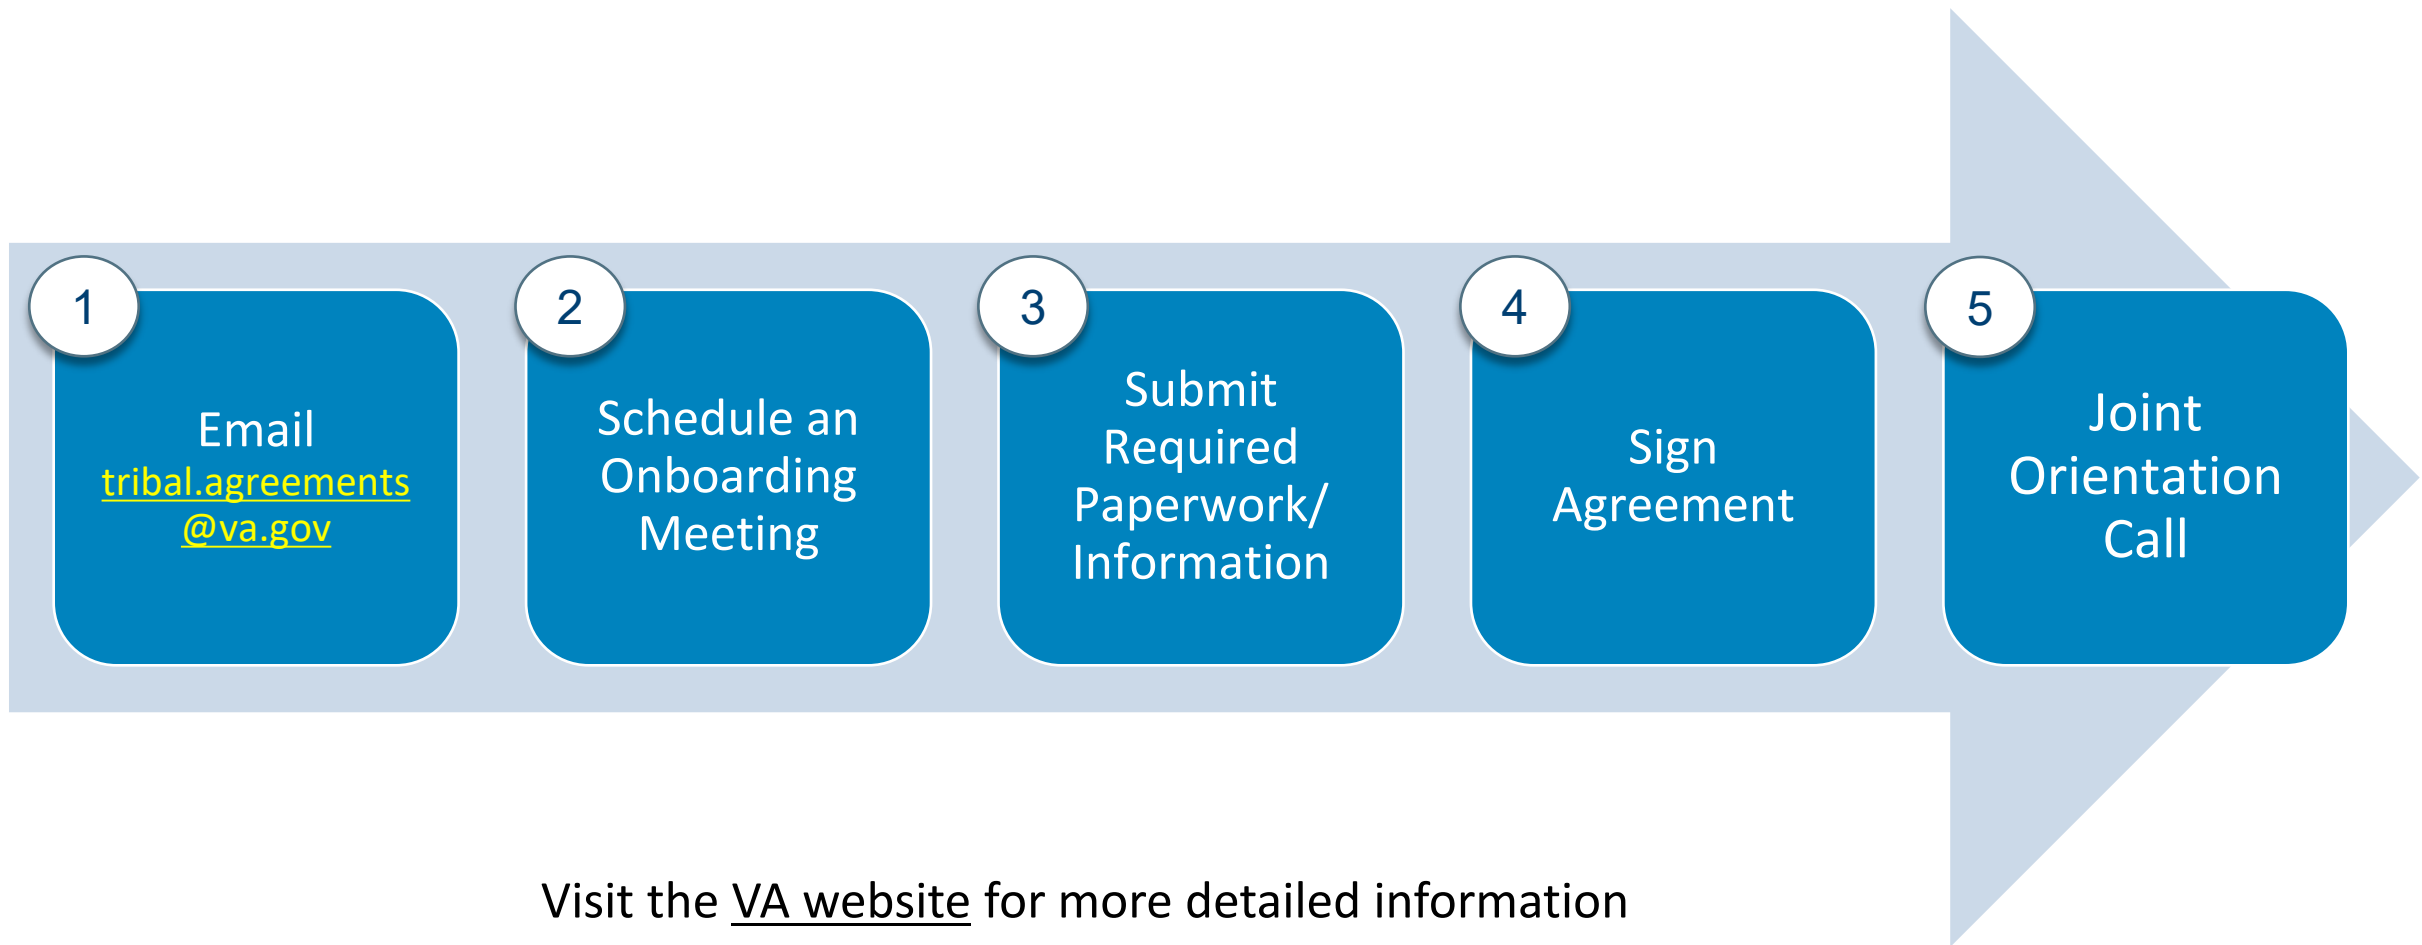 1
Email
tribal.agreements
@va.gov
2
Schedule an
Onboarding
Meeting
3
Submit
Required
Paperwork/
Information
4
Sign
Agreement
5
Joint
Orientation
Call
Visit the VA website for more detailed information